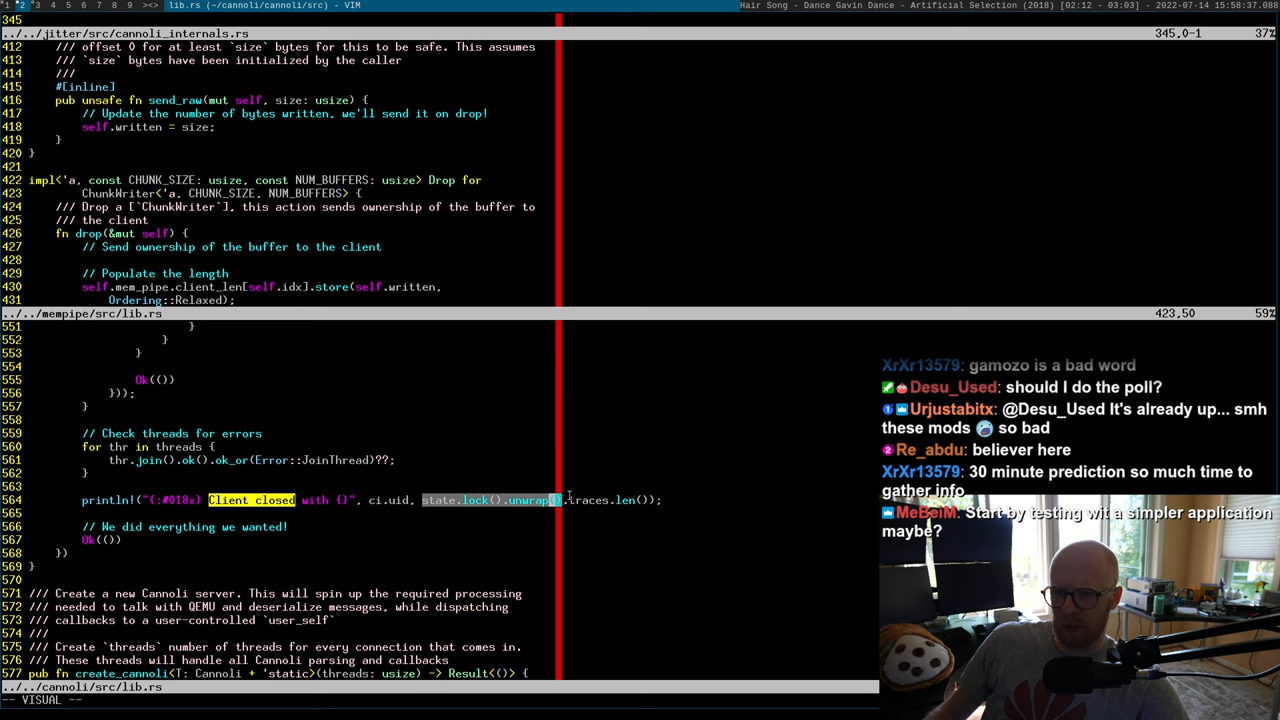 1 2 3 4 5 6 7 8 9 ><> lib.rs (~/cannoli/cannoli/src) - VIM Hair Song - Dance Gavin Dance - Artificial Selection (2018) [02:12 - 03:03] - 2022-07-14 15:58:37.088
345
../../jitter/src/cannoli_internals.rs 345,0-1 37%
412 /// offset 0 for at least `size` bytes for this to be safe. This assumes
413 /// `size` bytes have been initialized by the caller
414 ///
415 #[inline]
416 pub unsafe fn send_raw(mut self, size: usize) {
417 // Update the number of bytes written, we'll send it on drop!
418 self.written = size;
419 }
420 }
421
422 impl<'a, const CHUNK_SIZE: usize, const NUM_BUFFERS: usize> Drop for
423 ChunkWriter<'a, CHUNK_SIZE, NUM_BUFFERS> {
424 /// Drop a [`ChunkWriter`], this action sends ownership of the buffer to
425 /// the client
426 fn drop(&mut self) {
427 // Send ownership of the buffer to the client
428
429 // Populate the length
430 self.mem_pipe.client_len[self.idx].store(self.written,
431 Ordering::Relaxed);
../../mempipe/src/lib.rs 423,50 59%
551 }
552 }
553 }
554
555 Ok(())
556 }));
557 }
558
559 // Check threads for errors
560 for thr in threads {
561 thr.join().ok().ok_or(Error::JoinThread)??;
562 }
563
564 println!("{:#018x} Client closed with {}", ci.uid, state.lock().unwrap().traces.len());
565
566 // We did everything we wanted!
567 Ok(())
568 })
569 }
570
571 /// Create a new Cannoli server. This will spin up the required processing
572 /// needed to talk with QEMU and deserialize messages, while dispatching
573 /// callbacks to a user-controlled `user_self`
574 ///
575 /// Create `threads` number of threads for every connection that comes in.
576 /// These threads will handle all Cannoli parsing and callbacks
577 pub fn create_cannoli<T: Cannoli + 'static>(threads: usize) -> Result<()> {
../../cannoli/src/lib.rs
-- VISUAL --
XrXr13579: gamozo is a bad word
Desu_Used: should I do the poll?
Urjustabitx: @Desu_Used It's already up... smh
these mods so bad
Re_abdu: believer here
XrXr13579: 30 minute prediction so much time to
gather info
MeBeiM: Start by testing wit a simpler application
maybe?